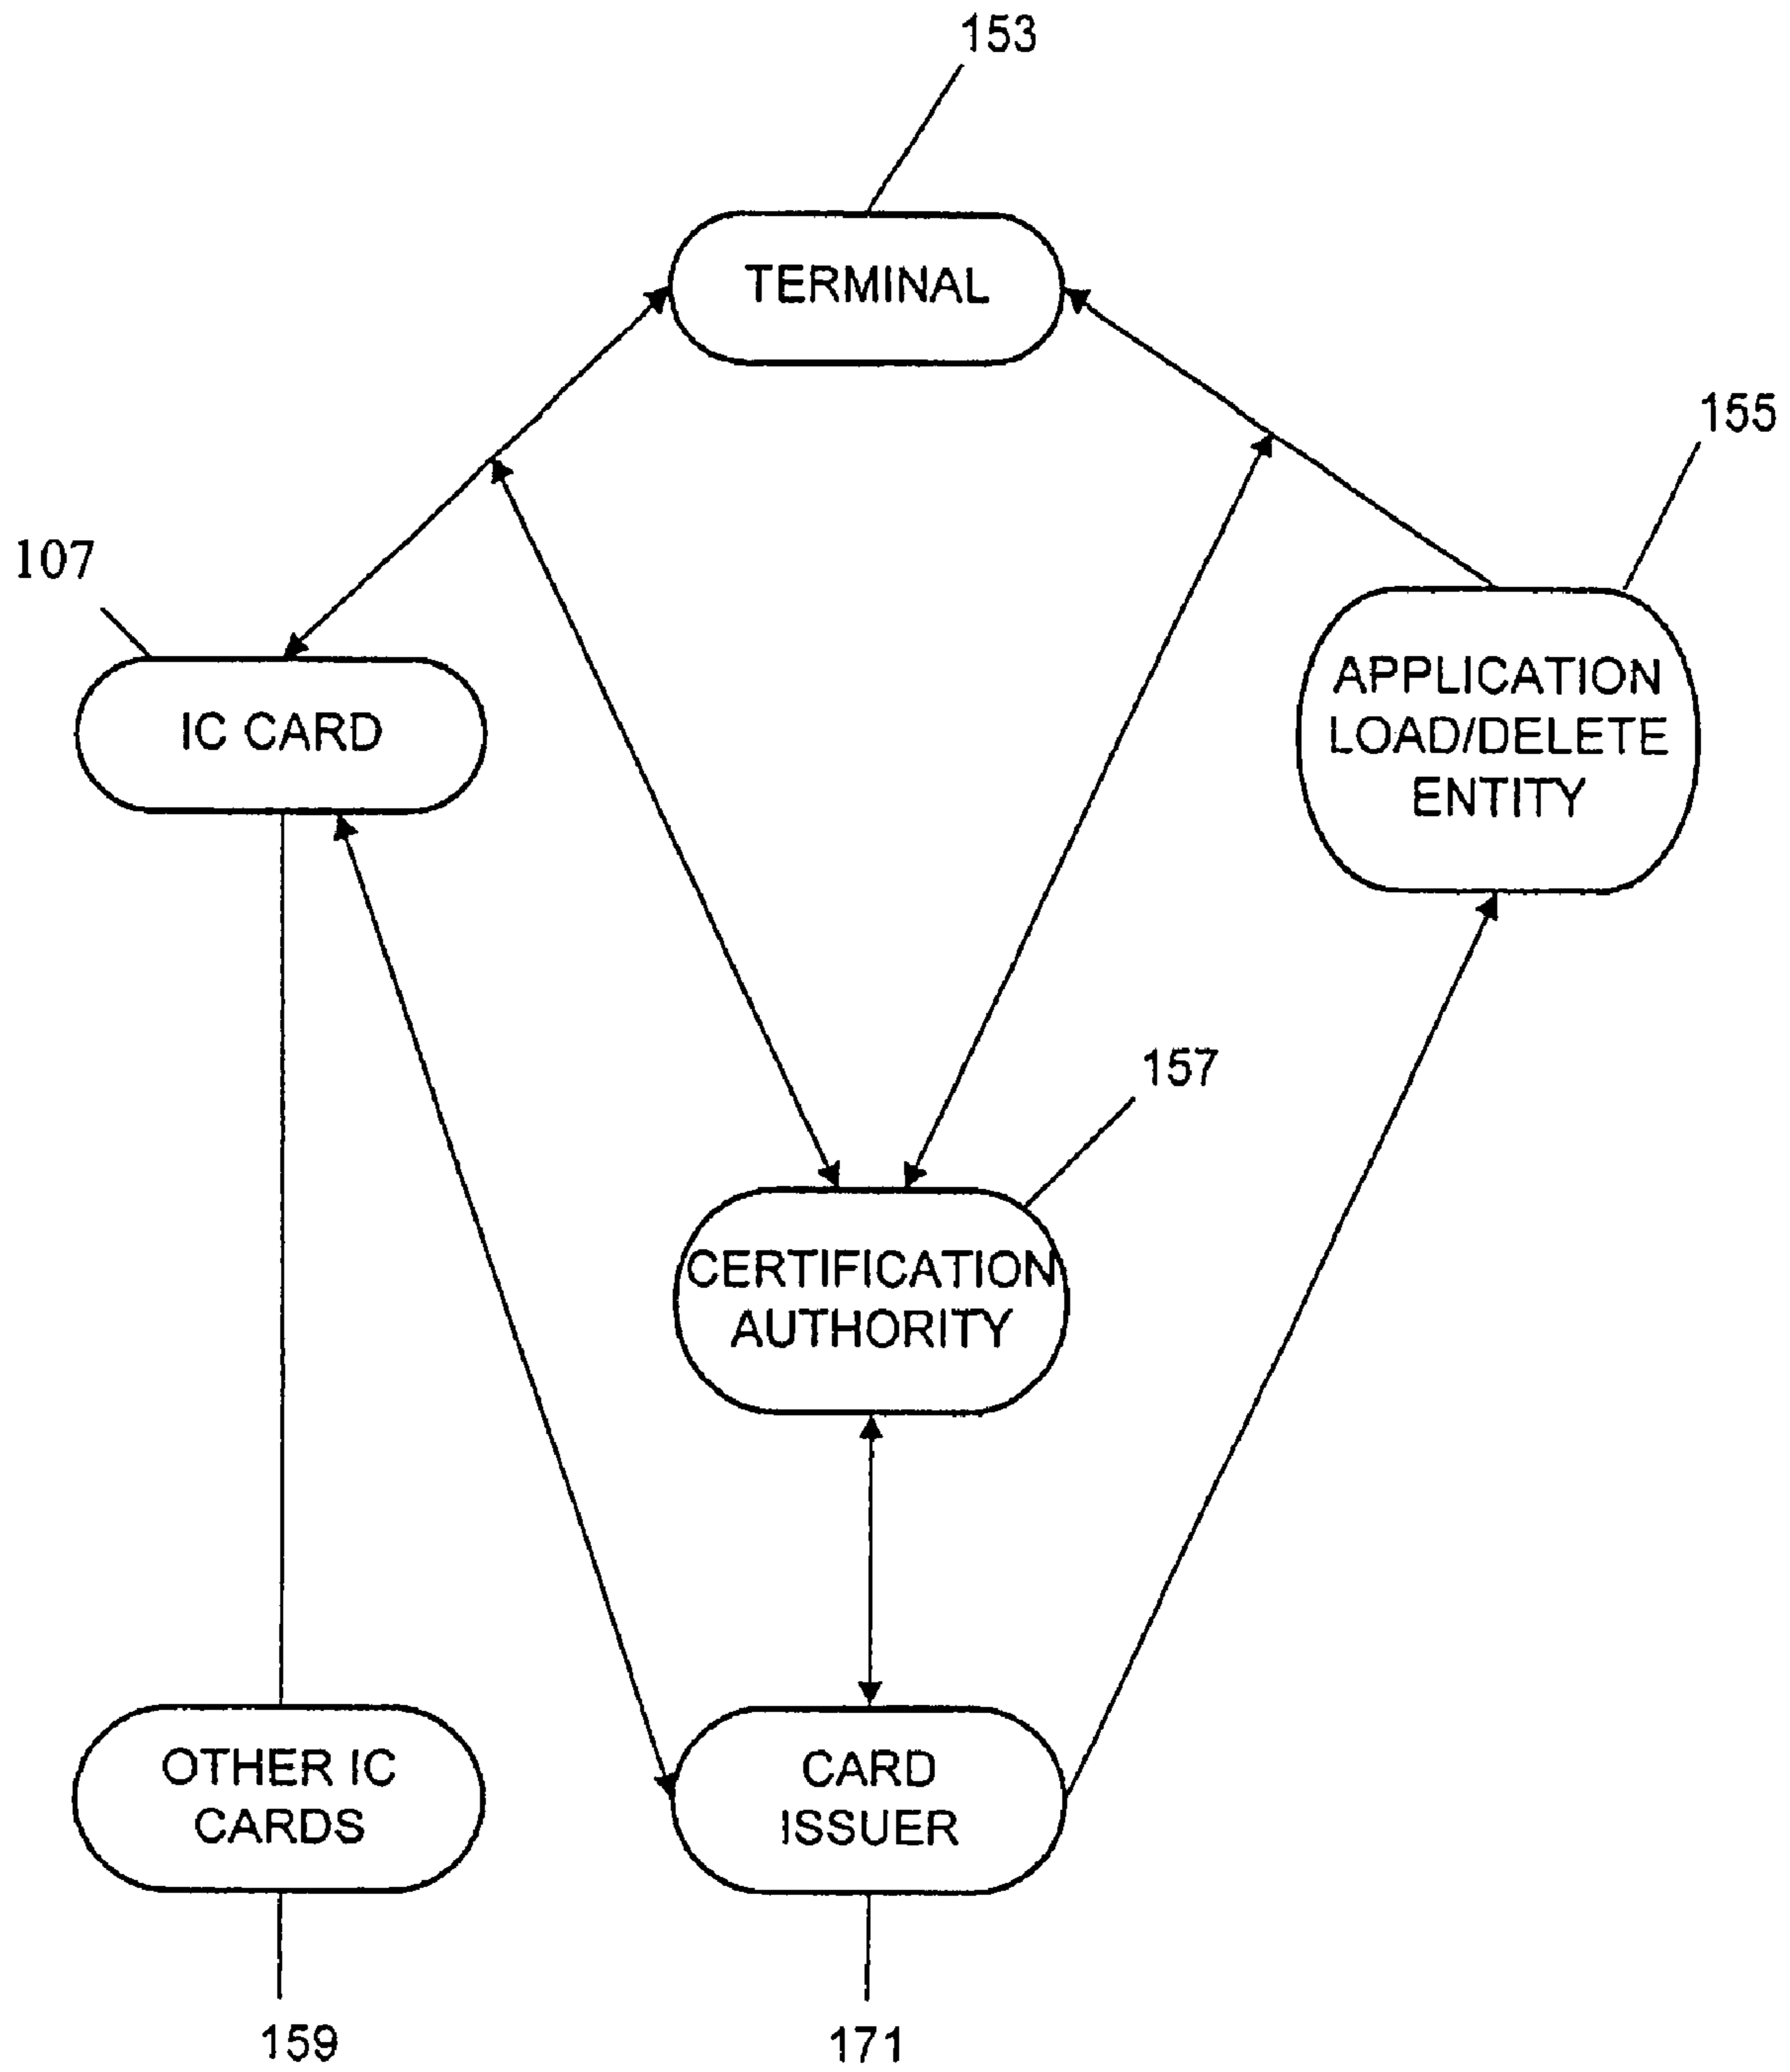 153
TERMINAL
155
107
IC CARD
APPLICATION
LOAD/DELETE
ENTITY
157
CERTIFICATION
AUTHORITY
OTHER IC
CARDS
CARD
ISSUER
159
171